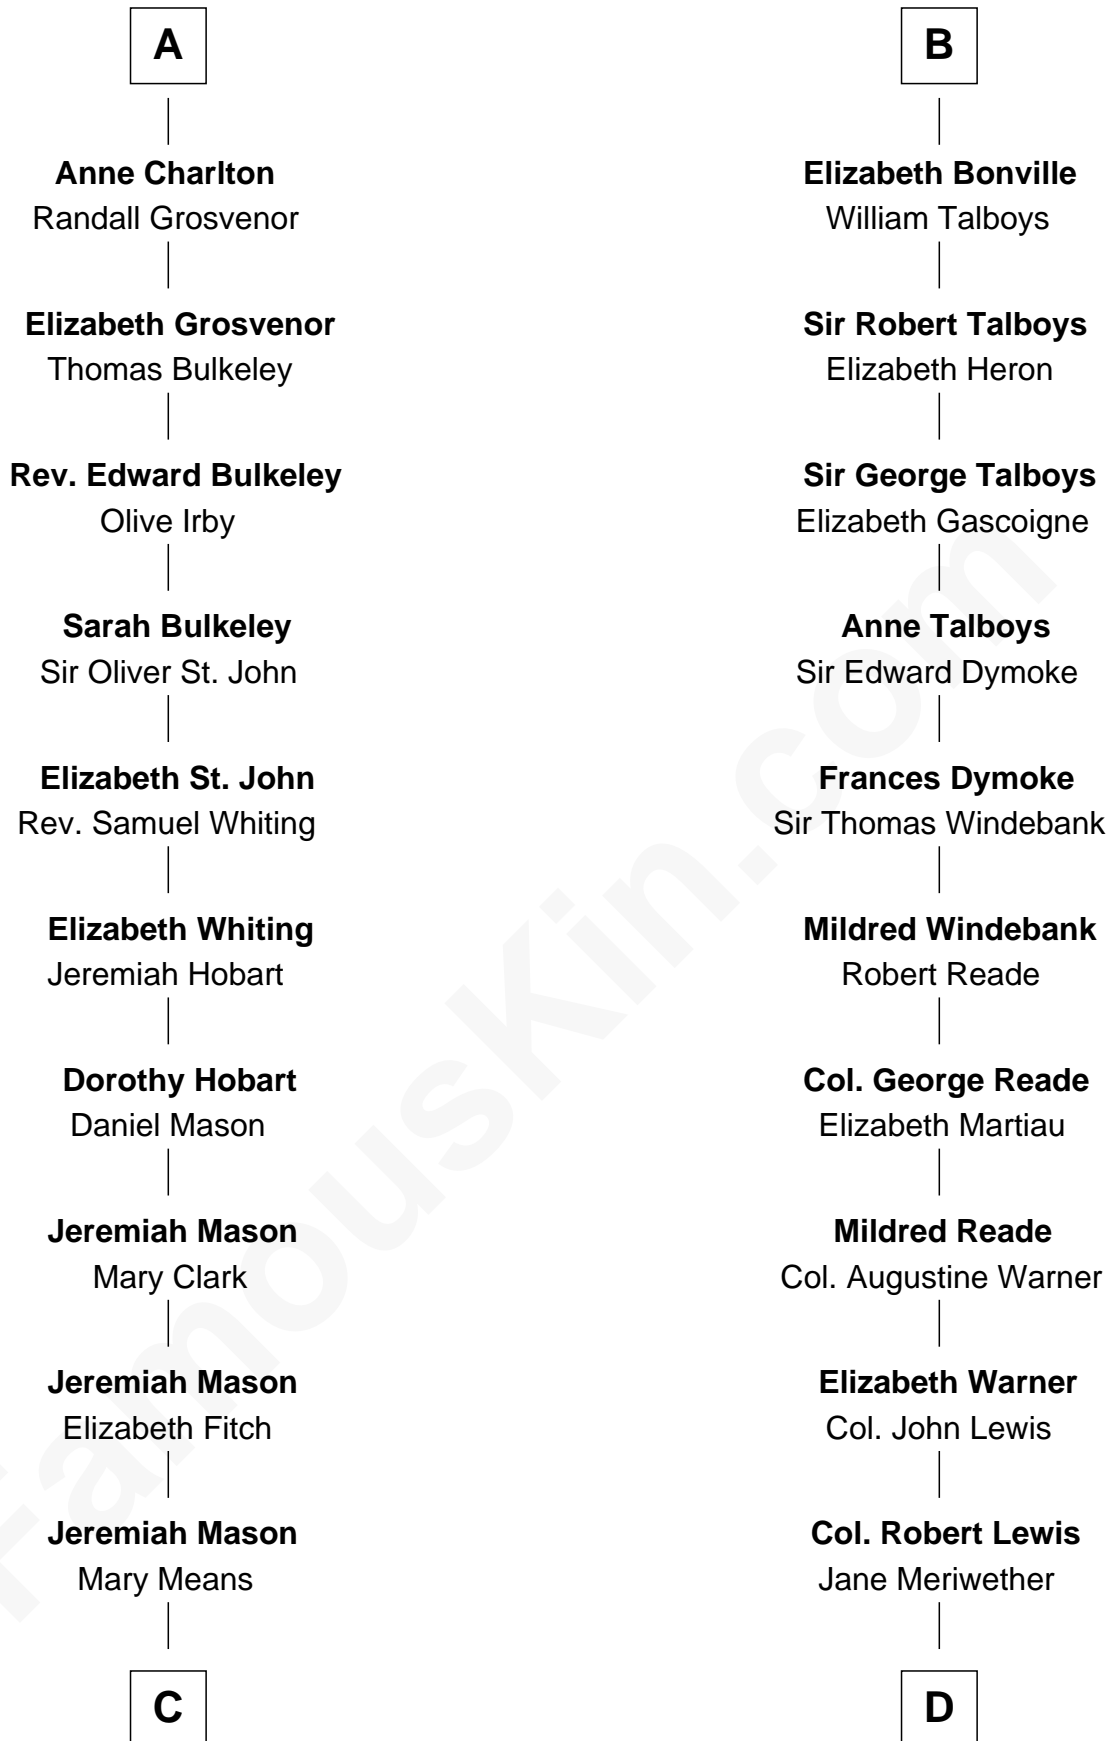 A
Anne Charlton
Randall Grosvenor
Elizabeth Grosvenor
Thomas Bulkeley
Rev. Edward Bulkeley
Olive Irby
Sarah Bulkeley
Sir Oliver St. John
Elizabeth St. John
Rev. Samuel Whiting
Elizabeth Whiting
Jeremiah Hobart
Dorothy Hobart
Daniel Mason
Jeremiah Mason
Mary Clark
Jeremiah Mason
Elizabeth Fitch
Jeremiah Mason
Mary Means
C
B
Elizabeth Bonville
William Talboys
Sir Robert Talboys
Elizabeth Heron
Sir George Talboys
Elizabeth Gascoigne
Anne Talboys
Sir Edward Dymoke
Frances Dymoke
Sir Thomas Windebank
Mildred Windebank
Robert Reade
Col. George Reade
Elizabeth Martiau
Mildred Reade
Col. Augustine Warner
Elizabeth Warner
Col. John Lewis
Col. Robert Lewis
Jane Meriwether
D
FamousKin.com